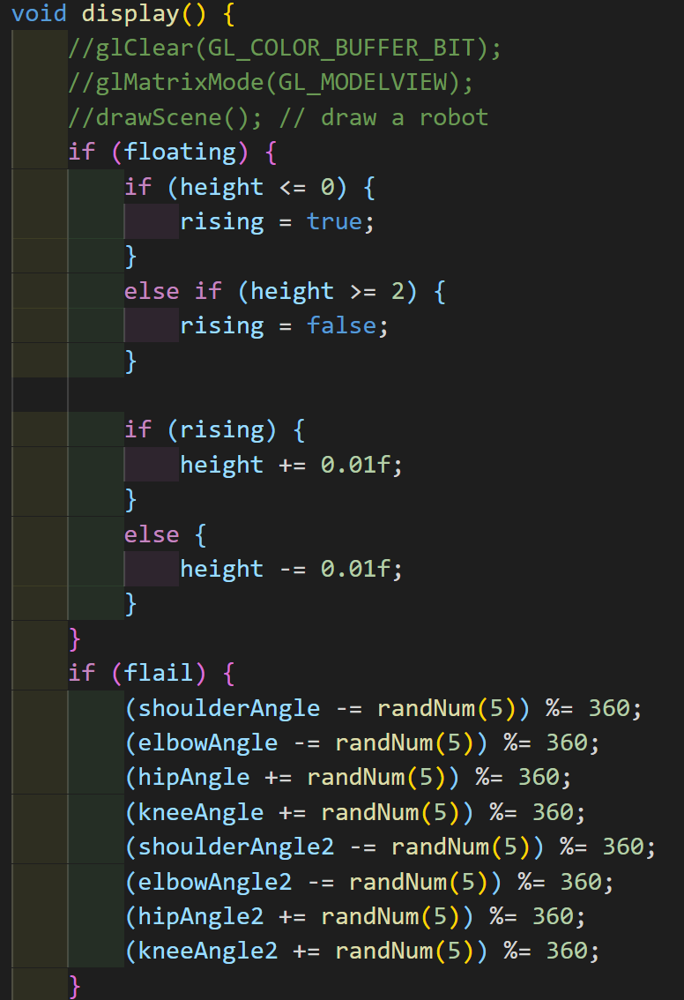 void display() {
    //glClear(GL_COLOR_BUFFER_BIT);
    //glMatrixMode(GL_MODELVIEW);
    //drawScene(); // draw a robot
    if (floating) {
        if (height <= 0) {
            rising = true;
        }
        else if (height >= 2) {
            rising = false;
        }

        if (rising) {
            height += 0.01f;
        }
        else {
            height -= 0.01f;
        }
    }
    if (flail) {
        (shoulderAngle -= randNum(5)) %= 360;
        (elbowAngle -= randNum(5)) %= 360;
        (hipAngle += randNum(5)) %= 360;
        (kneeAngle += randNum(5)) %= 360;
        (shoulderAngle2 -= randNum(5)) %= 360;
        (elbowAngle2 -= randNum(5)) %= 360;
        (hipAngle2 += randNum(5)) %= 360;
        (kneeAngle2 += randNum(5)) %= 360;
    }